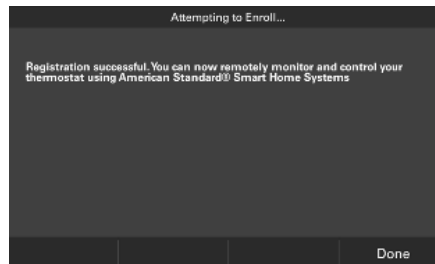 Attempting to Enroll...
Registration successful. You can now remotely monitor and control your
thermostat using American Standard® Smart Home Systems
Done